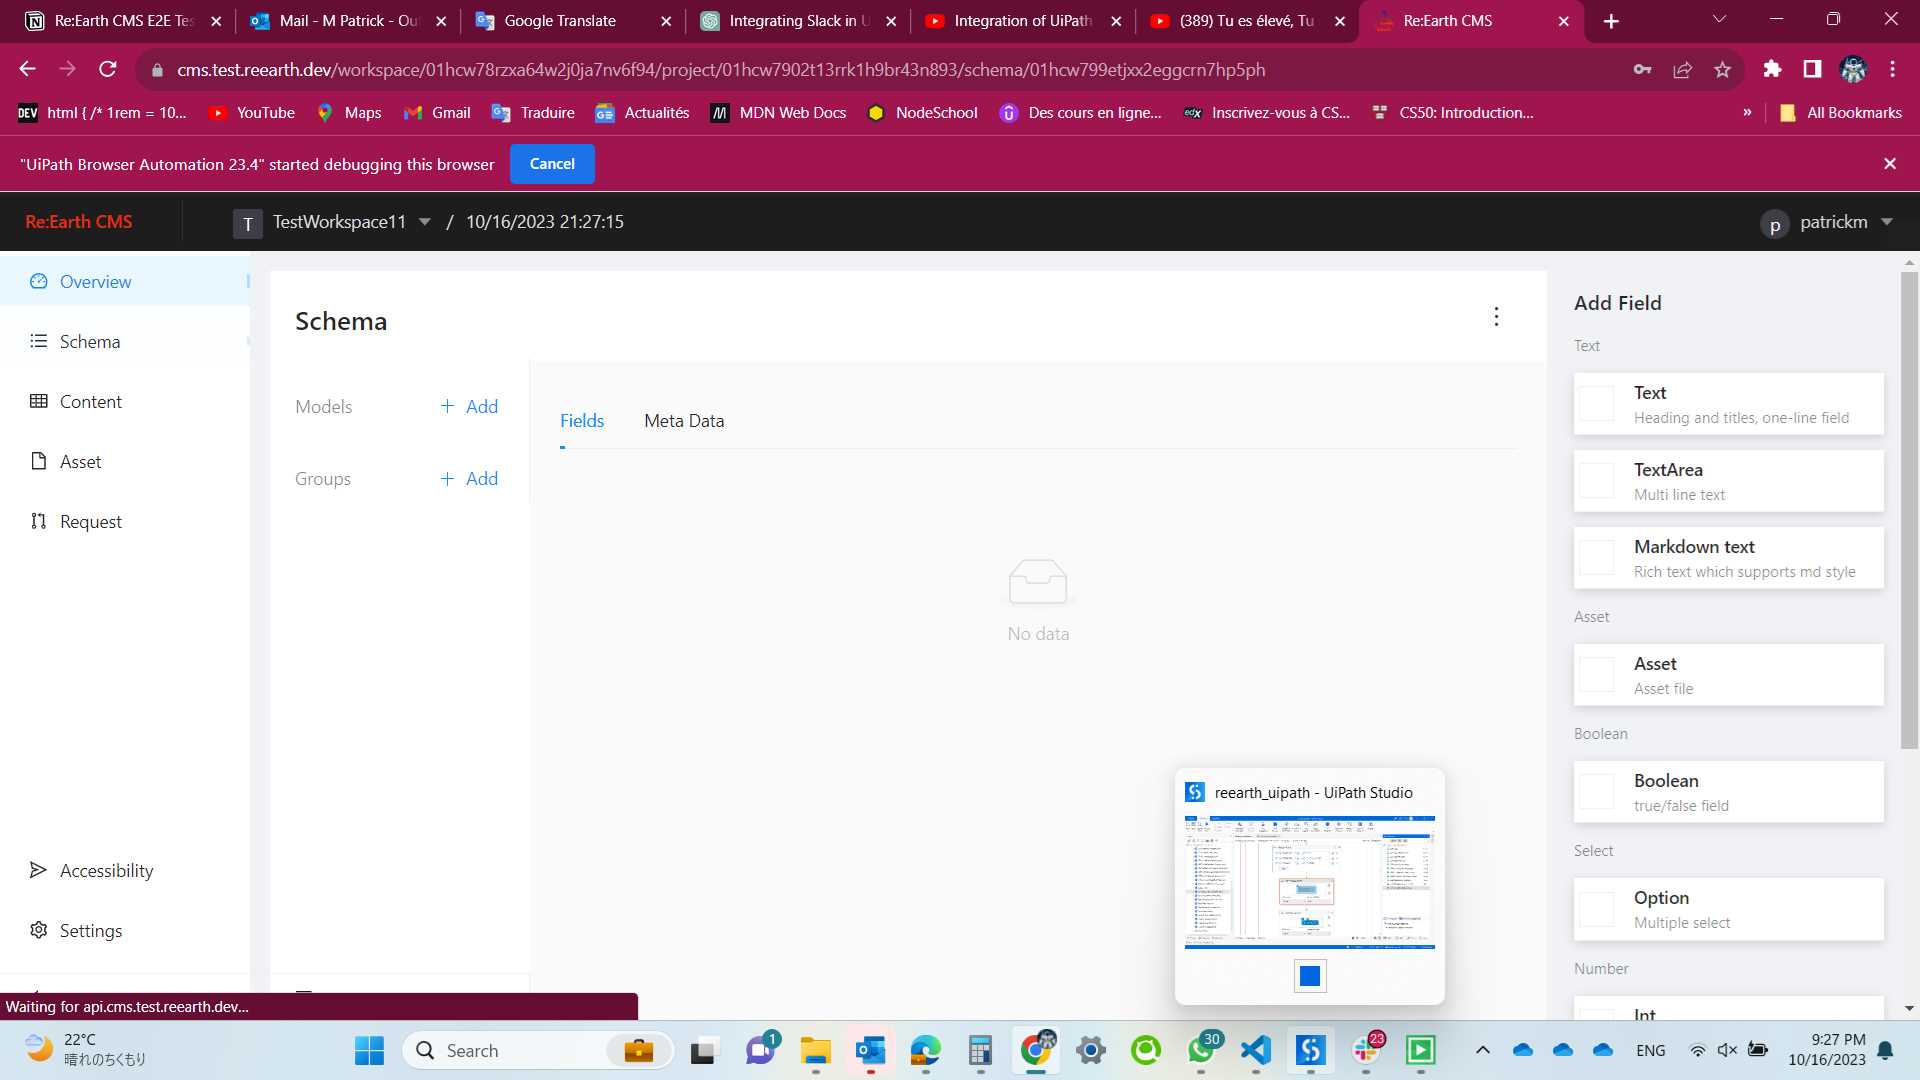 Re:Earth CMS E2E Tes
Mail - M Patrick - Ou
Google Translate
Integrating Slack in U
Integration of UiPath
(389) Tu es élevé, Tu
Re:Earth CMS
cms.test.reearth.dev/workspace/01hcw78rzxa64w2j0ja7nv6f94/project/01hcw7902t13rrk1h9br43n893/schema/01hcw799etjxx2eggcrn7hp5ph
DEV html { /* 1rem = 10...
YouTube
Maps
Gmail
Traduire
Actualités
MDN Web Docs
NodeSchool
Des cours en ligne...
edX Inscrivez-vous à CS...
CS50: Introduction...
»
All Bookmarks
"UiPath Browser Automation 23.4" started debugging this browser
Cancel
Re:Earth CMS
T TestWorkspace11 / 10/16/2023 21:27:15
p patrickm
Overview
Schema
Content
Asset
Request
Accessibility
Settings
Schema
Models
+ Add
Groups
+ Add
Fields
Meta Data
No data
Add Field
Text
Text
Heading and titles, one-line field
TextArea
Multi line text
Markdown text
Rich text which supports md style
Asset
Asset
Asset file
Boolean
Boolean
true/false field
Select
Option
Multiple select
Number
Int
reearth_uipath - UiPath Studio
Waiting for api.cms.test.reearth.dev...
22°C
晴れのちくもり
Search
1
30
23
ENG
9:27 PM
10/16/2023